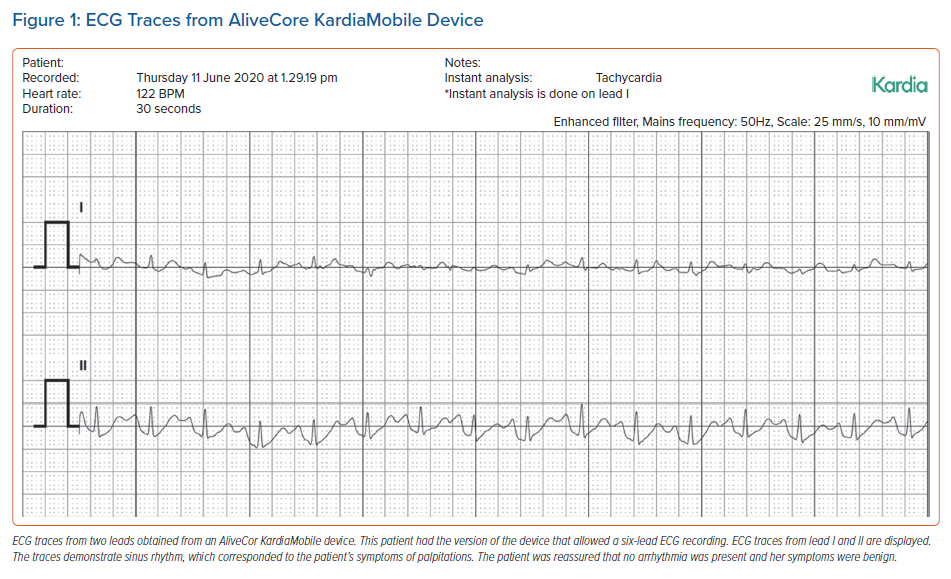 Figure 1: ECG Traces from AliveCore KardiaMobile Device
Patient:
Recorded: Thursday 11 June 2020 at 1.29.19 pm
Heart rate: 122 BPM
Duration: 30 seconds
Notes:
Instant analysis: Tachycardia
*Instant analysis is done on lead I
Kardia
Enhanced filter, Mains frequency: 50Hz, Scale: 25 mm/s, 10 mm/mV
I
II
ECG traces from two leads obtained from an AliveCor KardiaMobile device. This patient had the version of the device that allowed a six-lead ECG recording. ECG traces from lead I and II are displayed.
The traces demonstrate sinus rhythm, which corresponded to the patient's symptoms of palpitations. The patient was reassured that no arrhythmia was present and her symptoms were benign.